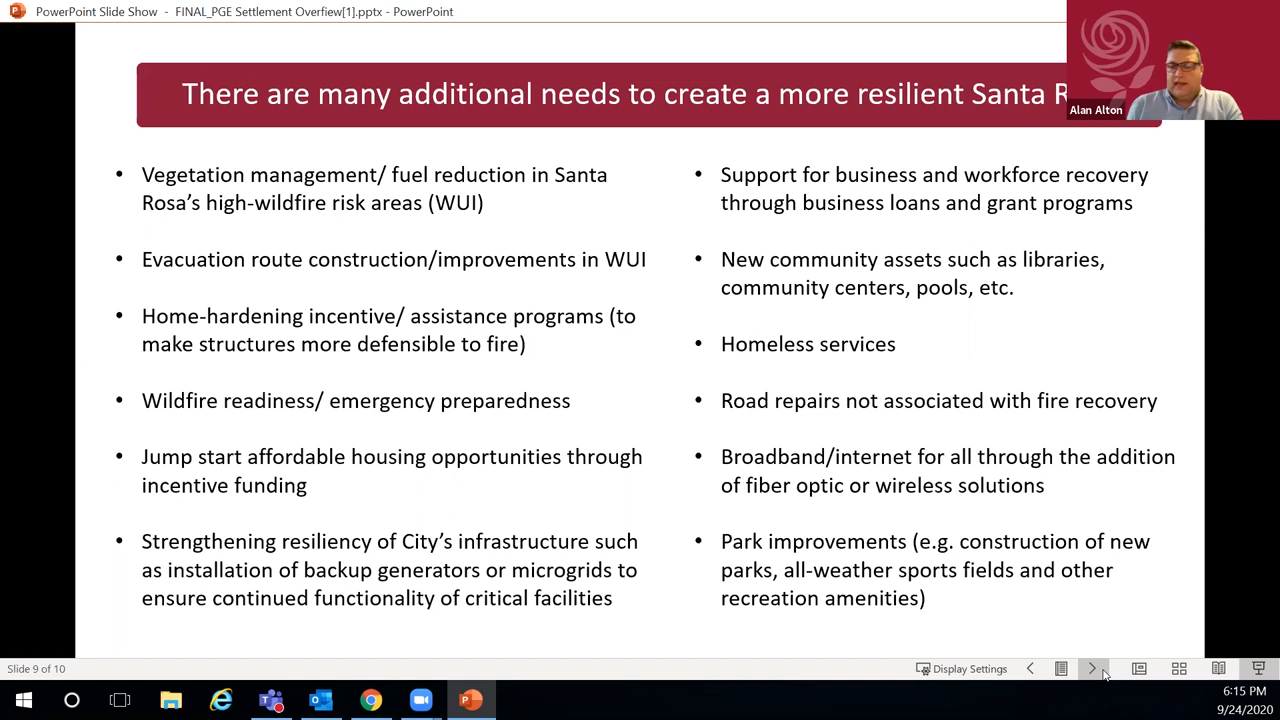 PowerPoint Slide Show - FINAL_PGE Settlement Overfiew[1].pptx - PowerPoint
There are many additional needs to create a more resilient Santa R
Alan Alton
• Vegetation management/ fuel reduction in Santa
Rosa's high-wildfire risk areas (WUI)
• Evacuation route construction/improvements in WUI
• Home-hardening incentive/ assistance programs (to
make structures more defensible to fire)
• Wildfire readiness/ emergency preparedness
• Jump start affordable housing opportunities through
incentive funding
• Strengthening resiliency of City's infrastructure such
as installation of backup generators or microgrids to
ensure continued functionality of critical facilities
• Support for business and workforce recovery
through business loans and grant programs
• New community assets such as libraries,
community centers, pools, etc.
• Homeless services
• Road repairs not associated with fire recovery
• Broadband/internet for all through the addition
of fiber optic or wireless solutions
• Park improvements (e.g. construction of new
parks, all-weather sports fields and other
recreation amenities)
Slide 9 of 10
Display Settings
6:15 PM
9/24/2020